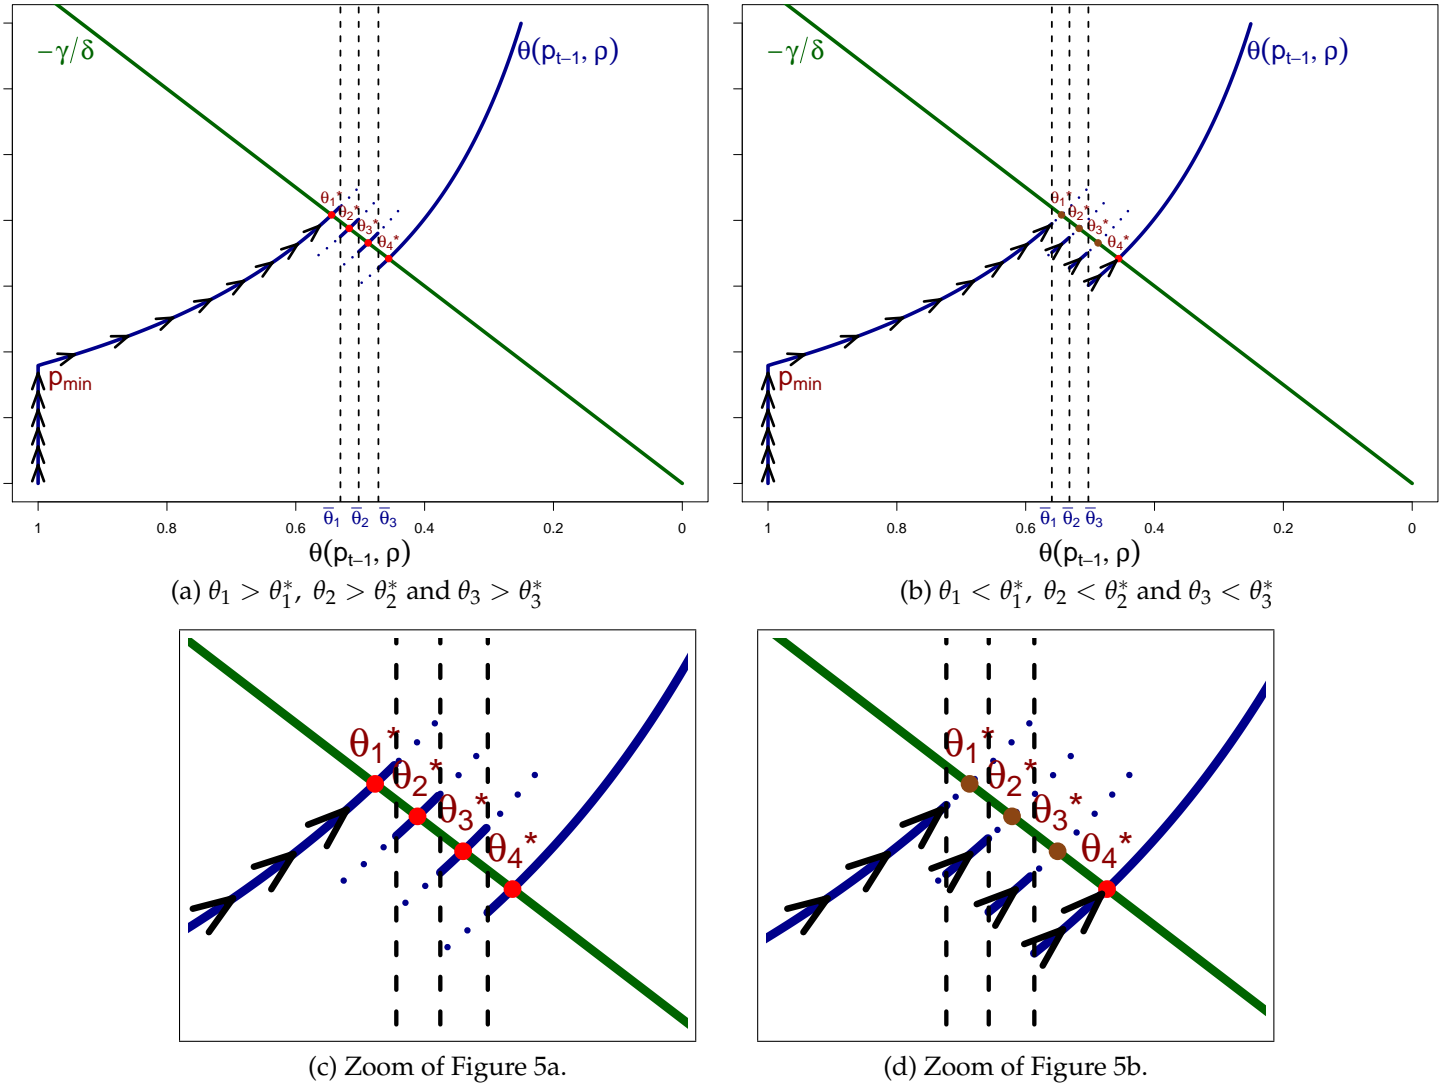 −γ/δ
θ(pt−1, ρ)
θ1*
θ2*
θ3*
θ4*
pmin
1 0.8 0.6 0.4 0.2 0
θ̅1 θ̅2 θ̅3
θ(pt−1, ρ)
(a) θ1 > θ1*, θ2 > θ2* and θ3 > θ3*
−γ/δ
θ(pt−1, ρ)
θ1*
θ2*
θ3*
θ4*
pmin
1 0.8 0.6 0.4 0.2 0
θ̅1 θ̅2 θ̅3
θ(pt−1, ρ)
(b) θ1 < θ1*, θ2 < θ2* and θ3 < θ3*
θ1*
θ2*
θ3*
θ4*
(c) Zoom of Figure 5a.
θ1*
θ2*
θ3*
θ4*
(d) Zoom of Figure 5b.